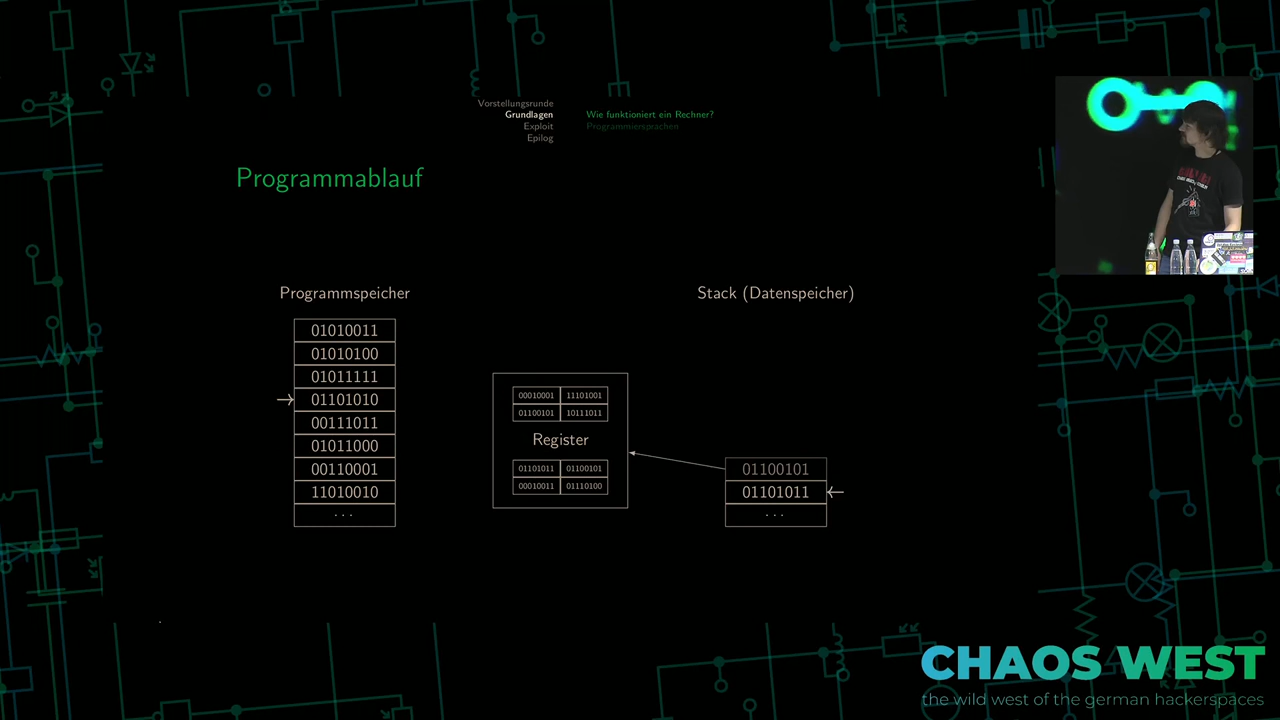 Vorstellungsrunde
Grundlagen
Exploit
Epilog
Wie funktioniert ein Rechner?
Programmiersprachen
Programmablauf
Programmspeicher
01010011
01010100
01011111
01101010
00111011
01011000
00110001
11010010
...
00010001 11101001
01100101 10111011
Register
01101011 01100101
00010011 01110100
Stack (Datenspeicher)
01100101
01101011
...
CHAOS WEST
the wild west of the german hackerspaces